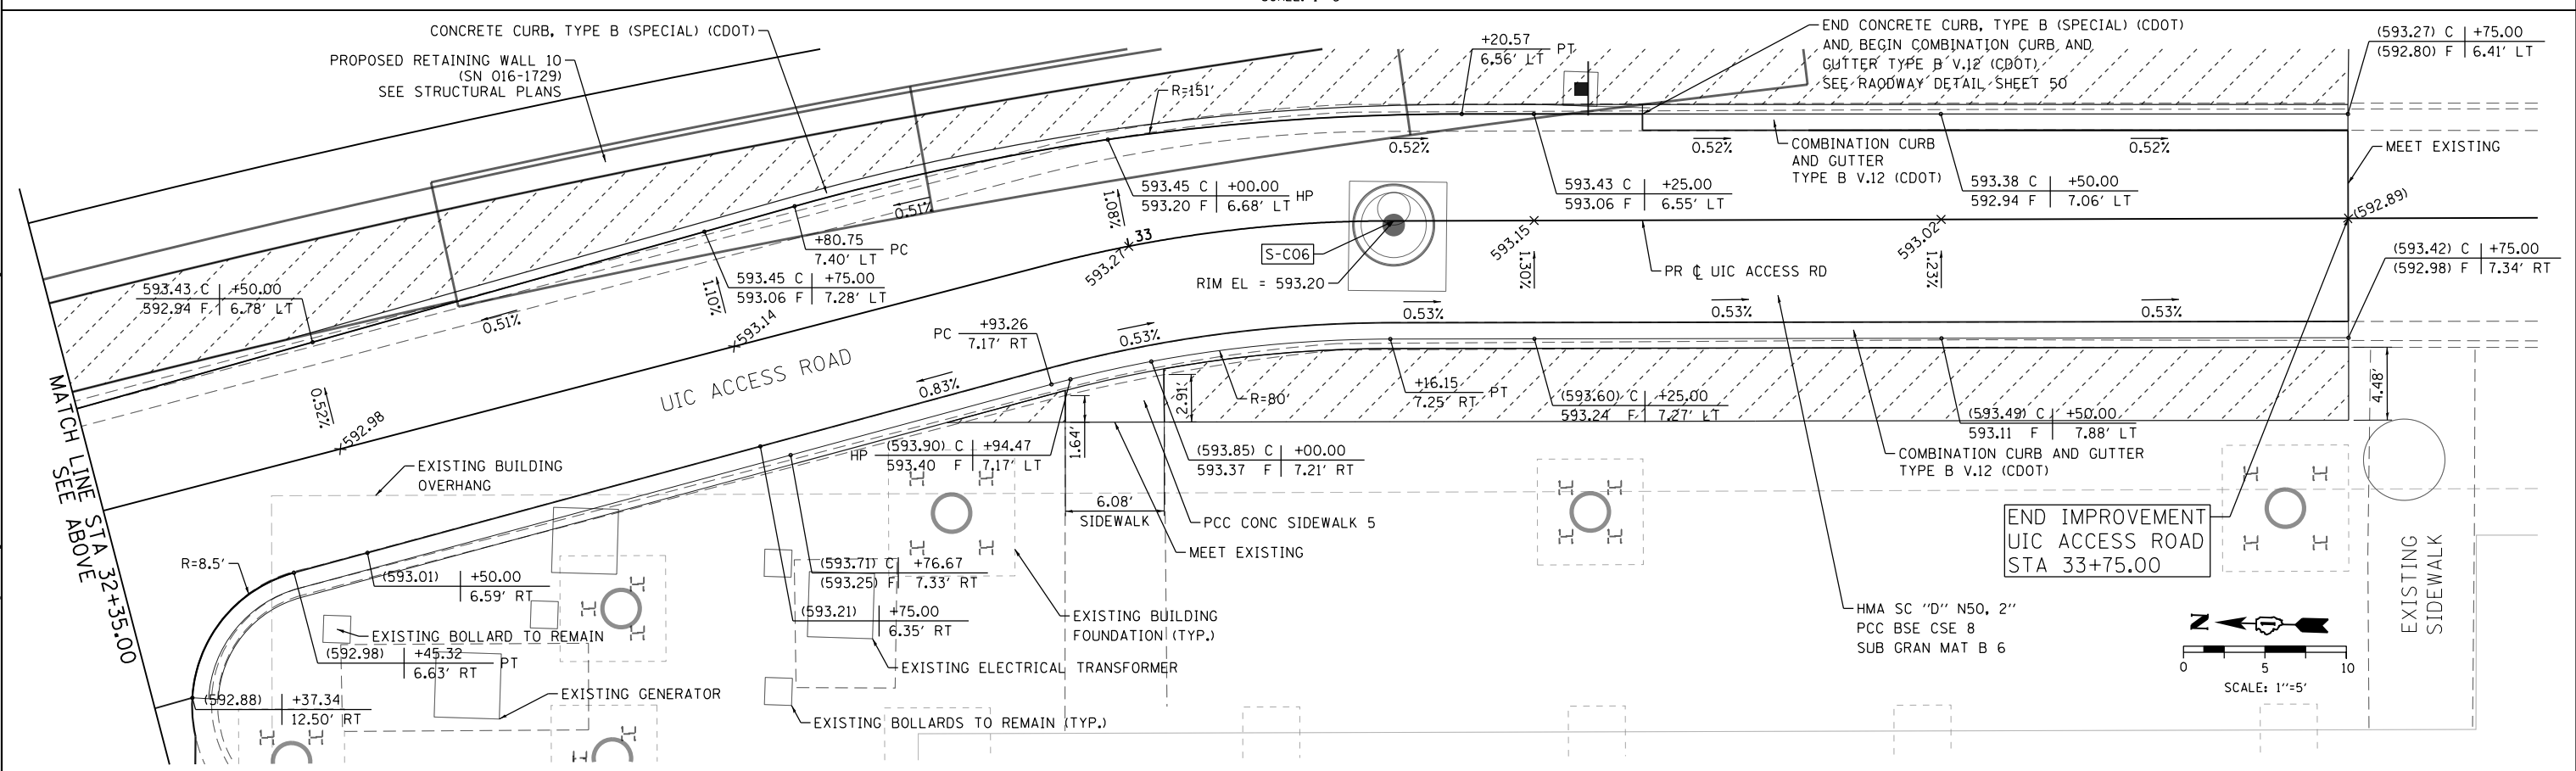 CONCRETE CURB, TYPE B (SPECIAL) (CDOT)
PROPOSED RETAINING WALL 10
(SN 016-1729)
SEE STRUCTURAL PLANS
+20.57
6.56' LT
PT
END CONCRETE CURB, TYPE B (SPECIAL) (CDOT)
AND BEGIN COMBINATION CURB AND
GUTTER TYPE B V.12 (CDOT)
SEE RAODWAY DETAIL SHEET 50
(593.27) C +75.00
(592.80) F 6.41' LT
R=151'
0.52%
0.52%
0.52%
COMBINATION CURB
AND GUTTER
TYPE B V.12 (CDOT)
MEET EXISTING
593.45 C +00.00
593.20 F 6.68' LT
HP
593.43 C +25.00
593.06 F 6.55' LT
593.38 C +50.00
592.94 F 7.06' LT
(592.89)
1.08%
0.51%
+80.75
7.40' LT
PC
33
593.27
593.45 C +75.00
593.06 F 7.28' LT
1.10%
593.43 C +50.00
592.94 F 6.78' LT
0.51%
593.14
S-C06
RIM EL = 593.20
593.15
1.30%
PR ℄ UIC ACCESS RD
593.02
1.23%
(593.42) C +75.00
(592.98) F 7.34' RT
0.53%
0.53%
0.53%
0.53%
PC
+93.26
7.17' RT
UIC ACCESS ROAD
0.83%
0.52%
592.98
MATCH LINE STA 32+35.00
SEE ABOVE
R=80'
2.91'
1.64'
+16.15
7.25' RT
PT
(593.60) C +25.00
593.24 F 7.27' LT
(593.49) C +50.00
593.11 F 7.88' LT
4.48'
HP
(593.90) C +94.47
593.40 F 7.17' LT
(593.85) C +00.00
593.37 F 7.21' RT
COMBINATION CURB AND GUTTER
TYPE B V.12 (CDOT)
EXISTING BUILDING
OVERHANG
6.08'
SIDEWALK
PCC CONC SIDEWALK 5
MEET EXISTING
END IMPROVEMENT
UIC ACCESS ROAD
STA 33+75.00
EXISTING
SIDEWALK
R=8.5'
(593.01) +50.00
6.59' RT
(593.71) C +76.67
(593.25) F 7.33' RT
(593.21) +75.00
6.35' RT
EXISTING BUILDING
FOUNDATION (TYP.)
HMA SC "D" N50, 2"
PCC BSE CSE 8
SUB GRAN MAT B 6
N
0 5 10
SCALE: 1"=5'
EXISTING BOLLARD TO REMAIN
(592.98) +45.32
6.63' RT
PT
EXISTING ELECTRICAL TRANSFORMER
EXISTING GENERATOR
(592.88) +37.34
12.50' RT
EXISTING BOLLARDS TO REMAIN (TYP.)